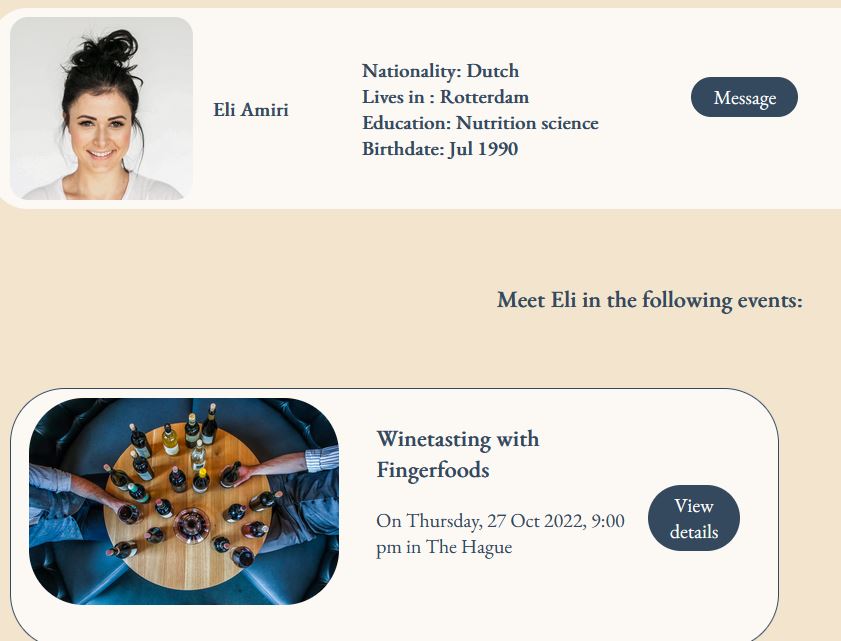 Eli Amiri
Nationality: Dutch
Lives in : Rotterdam
Education: Nutrition science
Birthdate: Jul 1990
Message
Meet Eli in the following events:
Winetasting with
Fingerfoods
On Thursday, 27 Oct 2022, 9:00
pm in The Hague
View
details